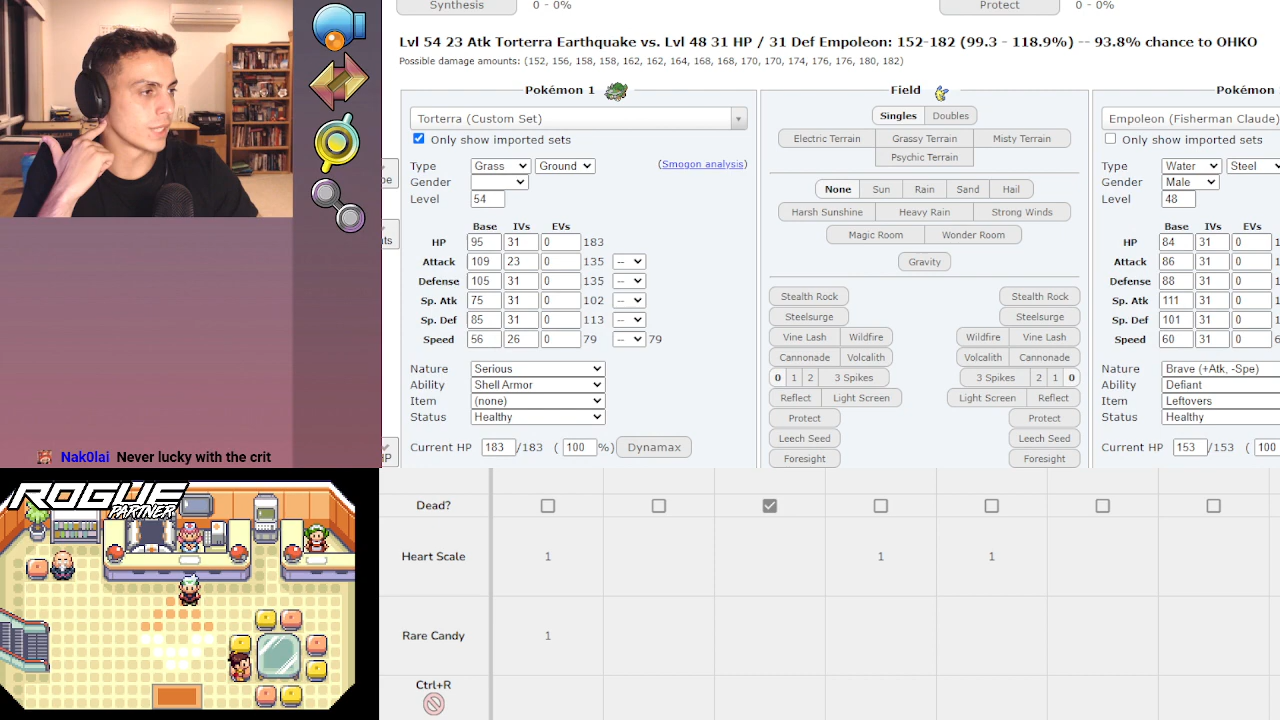 Synthesis 0 - 0% Protect 0 - 0%
Lvl 54 23 Atk Torterra Earthquake vs. Lvl 48 31 HP / 31 Def Empoleon: 152-182 (99.3 - 118.9%) -- 93.8% chance to OHKO
Possible damage amounts: (152, 156, 158, 158, 162, 162, 164, 168, 168, 170, 170, 174, 176, 176, 180, 182)
Pokémon 1
Torterra (Custom Set)
Only show imported sets
Type Grass Ground (Smogon analysis)
Gender
Level 54
Base IVs EVs
HP 95 31 0 183
Attack 109 23 0 135 --
Defense 105 31 0 135 --
Sp. Atk 75 31 0 102 --
Sp. Def 85 31 0 113 --
Speed 56 26 0 79 -- 79
Nature Serious
Ability Shell Armor
Item (none)
Status Healthy
Current HP 183 /183 ( 100 %) Dynamax
Field
Singles Doubles
Electric Terrain Grassy Terrain Misty Terrain
Psychic Terrain
None Sun Rain Sand Hail
Harsh Sunshine Heavy Rain Strong Winds
Magic Room Wonder Room
Gravity
Stealth Rock Stealth Rock
Steelsurge Steelsurge
Vine Lash Wildfire Wildfire Vine Lash
Cannonade Volcalith Volcalith Cannonade
0 1 2 3 Spikes 3 Spikes 2 1 0
Reflect Light Screen Light Screen Reflect
Protect Protect
Leech Seed Leech Seed
Foresight Foresight
Pokémon
Empoleon (Fisherman Claude)
Only show imported sets
Type Water Steel
Gender Male
Level 48
Base IVs EVs
HP 84 31 0
Attack 86 31 0
Defense 88 31 0
Sp. Atk 111 31 0
Sp. Def 101 31 0
Speed 60 31 0
Nature Brave (+Atk, -Spe)
Ability Defiant
Item Leftovers
Status Healthy
Current HP 153 /153 ( 100
Nak0lai Never lucky with the crit
ROGUE
PARTNER
Dead?
Heart Scale 1 1 1
Rare Candy 1
Ctrl+R